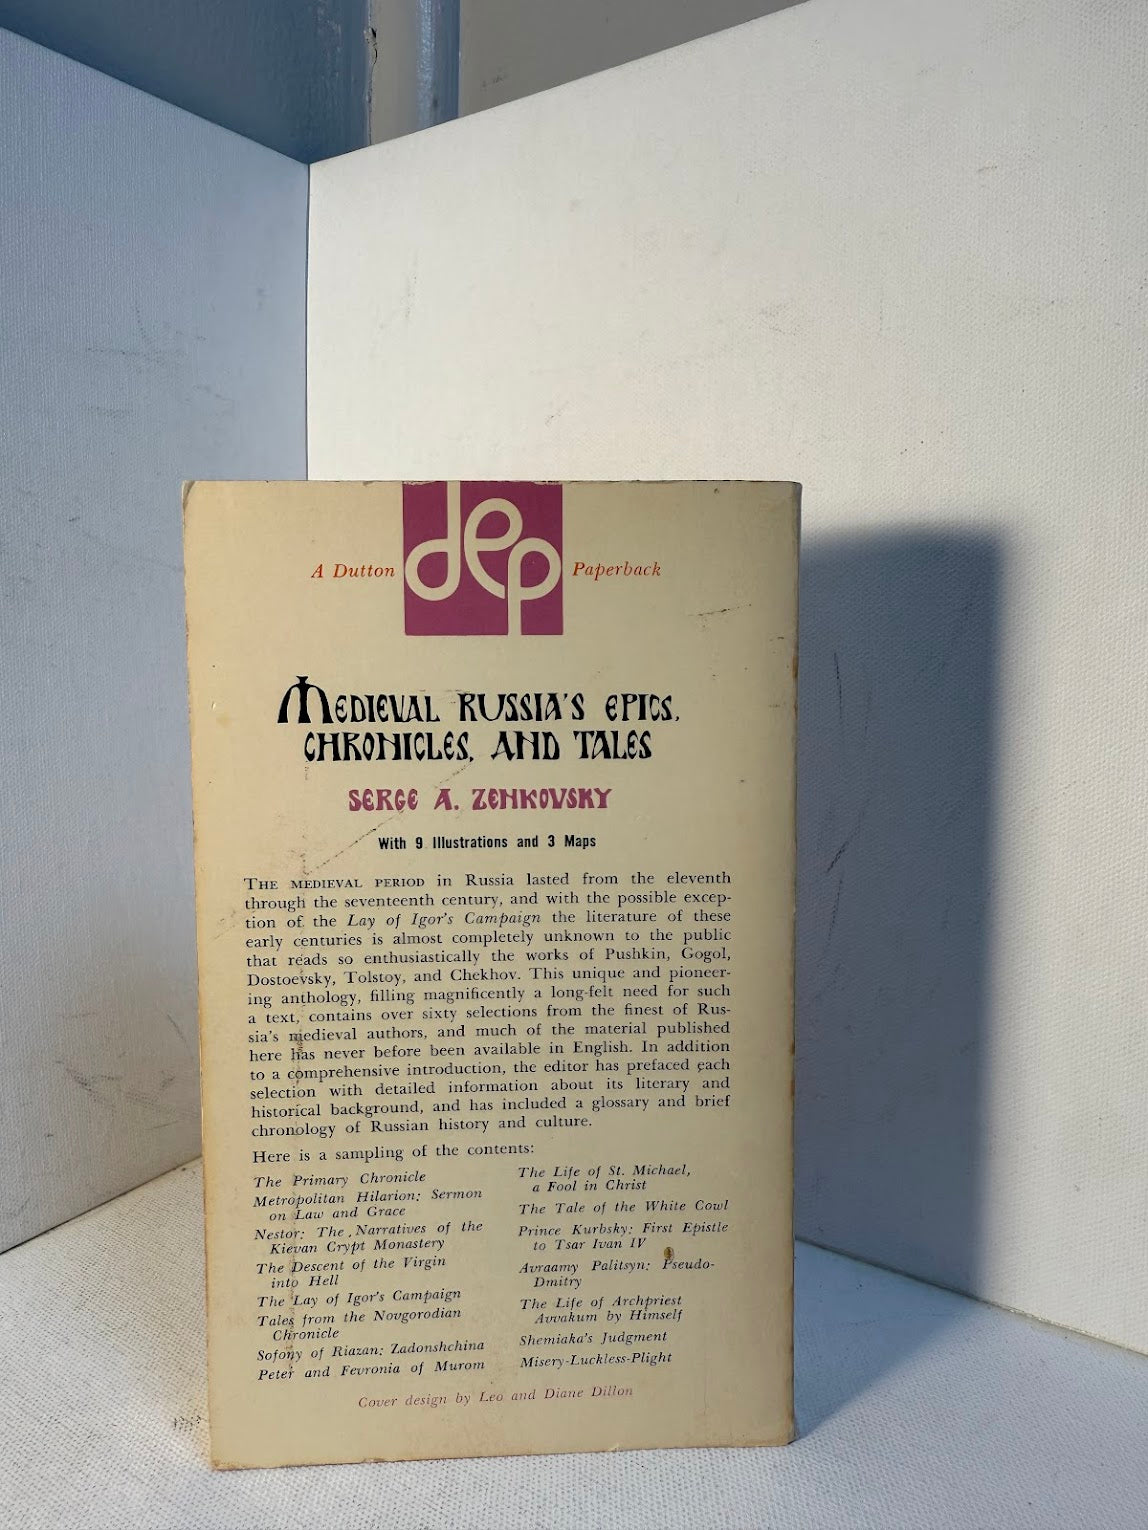 A Dutton dep Paperback
MEDIEVAL RUSSIA'S EPICS,
CHRONICLES, AND TALES
SERGE A. ZENKOVSKY
With 9 Illustrations and 3 Maps
THE MEDIEVAL PERIOD in Russia lasted from the eleventh
through the seventeenth century, and with the possible excep-
tion of the Lay of Igor's Campaign the literature of these
early centuries is almost completely unknown to the public
that reads so enthusiastically the works of Pushkin, Gogol,
Dostoevsky, Tolstoy, and Chekhov. This unique and pioneer-
ing anthology, filling magnificently a long-felt need for such
a text, contains over sixty selections from the finest of Rus-
sia's medieval authors, and much of the material published
here has never before been available in English. In addition
to a comprehensive introduction, the editor has prefaced each
selection with detailed information about its literary and
historical background, and has included a glossary and brief
chronology of Russian history and culture.
Here is a sampling of the contents:
The Primary Chronicle
Metropolitan Hilarion: Sermon
on Law and Grace
Nestor: The Narratives of the
Kievan Crypt Monastery
The Descent of the Virgin
into Hell
The Lay of Igor's Campaign
Tales from the Novgorodian
Chronicle
Sofony of Riazan: Zadonshchina
Peter and Fevronia of Murom
The Life of St. Michael,
a Fool in Christ
The Tale of the White Cowl
Prince Kurbsky: First Epistle
to Tsar Ivan IV
Avraamy Palitsyn: Pseudo-
Dmitry
The Life of Archpriest
Avvakum by Himself
Shemiaka's Judgment
Misery-Luckless-Plight
Cover design by Leo and Diane Dillon